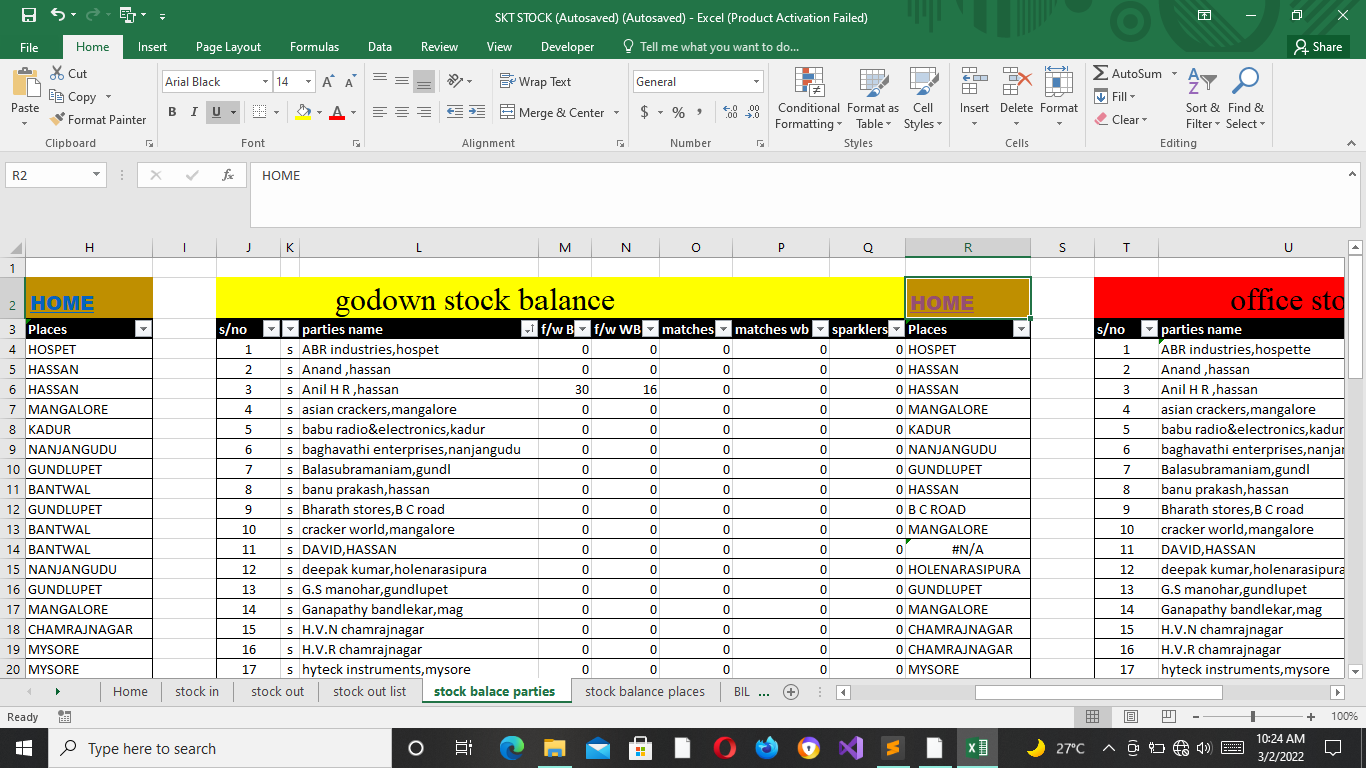 SKT STOCK (Autosaved) (Autosaved) - Excel (Product Activation Failed)
File Home Insert Page Layout Formulas Data Review View Developer Tell me what you want to do... Share
Paste Cut Copy Format Painter Clipboard
Arial Black 14 A A B I U A Font
Wrap Text Merge & Center Alignment
General $ % , .0 .00 .00 .0 Number
Conditional Formatting Format as Table Cell Styles Styles
Insert Delete Format Cells
AutoSum Fill Clear Sort & Filter Find & Select Editing
R2 fx HOME
H I J K L M N O P Q R S T U
1
2 HOME godown stock balance HOME office sto
3 Places s/no parties name f/w B f/w WB matches matches wb sparklers Places s/no parties name
4 HOSPET 1 s ABR industries,hospet 0 0 0 0 0 HOSPET 1 ABR industries,hospette
5 HASSAN 2 s Anand ,hassan 0 0 0 0 0 HASSAN 2 Anand ,hassan
6 HASSAN 3 s Anil H R ,hassan 30 16 0 0 0 HASSAN 3 Anil H R ,hassan
7 MANGALORE 4 s asian crackers,mangalore 0 0 0 0 0 MANGALORE 4 asian crackers,mangalore
8 KADUR 5 s babu radio&electronics,kadur 0 0 0 0 0 KADUR 5 babu radio&electronics,kadur
9 NANJANGUDU 6 s baghavathi enterprises,nanjangudu 0 0 0 0 0 NANJANGUDU 6 baghavathi enterprises,nanjan
10 GUNDLUPET 7 s Balasubramaniam,gundl 0 0 0 0 0 GUNDLUPET 7 Balasubramaniam,gundl
11 BANTWAL 8 s banu prakash,hassan 0 0 0 0 0 HASSAN 8 banu prakash,hassan
12 GUNDLUPET 9 s Bharath stores,B C road 0 0 0 0 0 B C ROAD 9 Bharath stores,B C road
13 BANTWAL 10 s cracker world,mangalore 0 0 0 0 0 MANGALORE 10 cracker world,mangalore
14 BANTWAL 11 s DAVID,HASSAN 0 0 0 0 0 #N/A 11 DAVID,HASSAN
15 NANJANGUDU 12 s deepak kumar,holenarasipura 0 0 0 0 0 HOLENARASIPURA 12 deepak kumar,holenarasipura
16 GUNDLUPET 13 s G.S manohar,gundlupet 0 0 0 0 0 GUNDLUPET 13 G.S manohar,gundlupet
17 MANGALORE 14 s Ganapathy bandlekar,mag 0 0 0 0 0 MANGALORE 14 Ganapathy bandlekar,mag
18 CHAMRAJNAGAR 15 s H.V.N chamrajnagar 0 0 0 0 0 CHAMRAJNAGAR 15 H.V.N chamrajnagar
19 MYSORE 16 s H.V.R chamrajnagar 0 0 0 0 0 CHAMRAJNAGAR 16 H.V.R chamrajnagar
20 MYSORE 17 s hyteck instruments,mysore 0 0 0 0 0 MYSORE 17 hyteck instruments,mysore
Home stock in stock out stock out list stock balace parties stock balance places BIL ...
Ready 100%
Type here to search 27°C 10:24 AM
3/2/2022